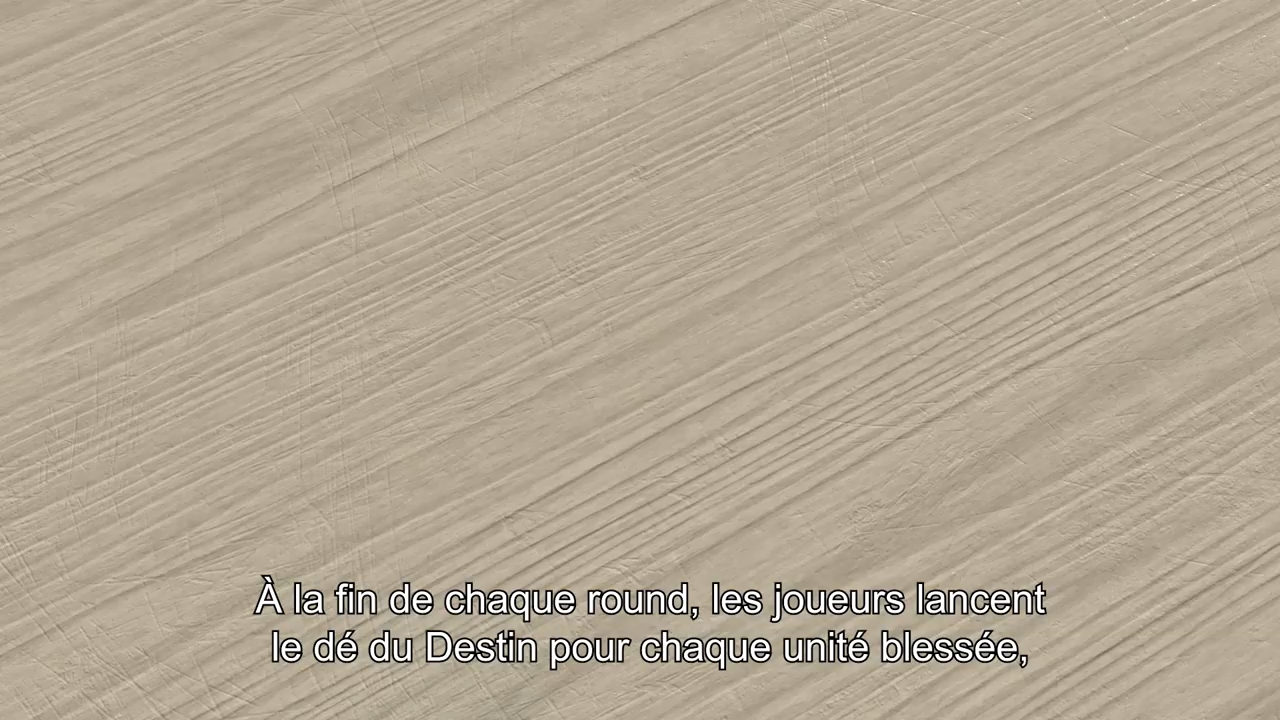 À la fin de chaque round, les joueurs lancent
le dé du Destin pour chaque unité blessée,